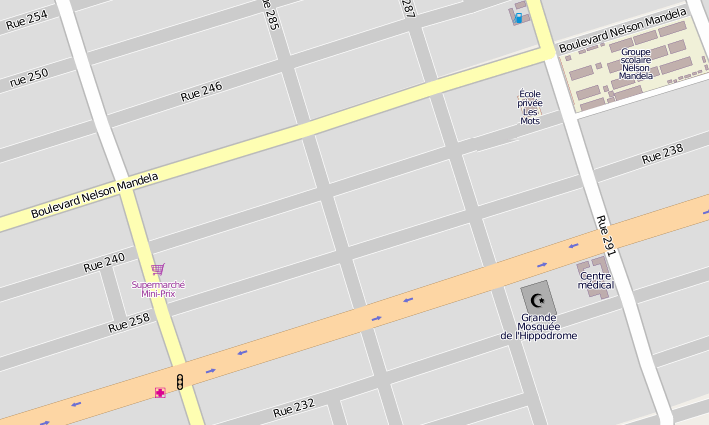 Rue 254
rue 250
Rue 246
e 285
287
Boulevard Nelson Mandela
Groupe
scolaire
Nelson
Mandela
École
privée
Les
Mots
Rue 238
Boulevard Nelson Mandela
Rue 240
Supermarché
Mini-Prix
Rue 258
Rue 291
Centre
médical
Grande
Mosquée
de l'Hippodrome
Rue 232